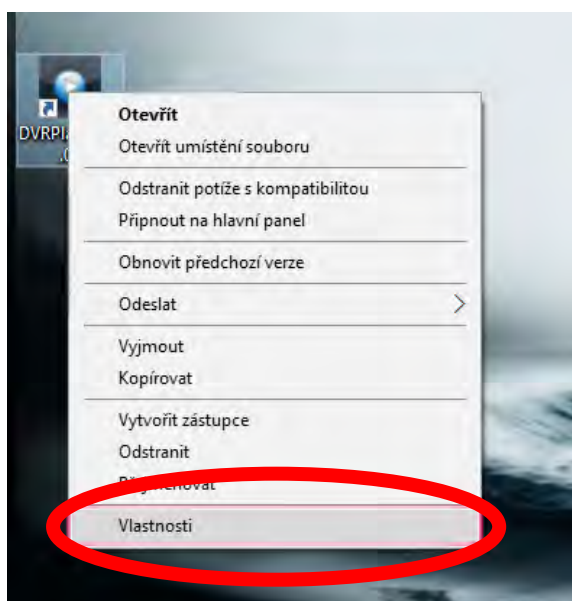 Otevřít
Otevřít umístění souboru
Odstranit potíže s kompatibilitou
Připnout na hlavní panel
Obnovit předchozí verze
Odeslat
Vyjmout
Kopírovat
Vytvořit zástupce
Odstranit
Přejmenovat
Vlastnosti